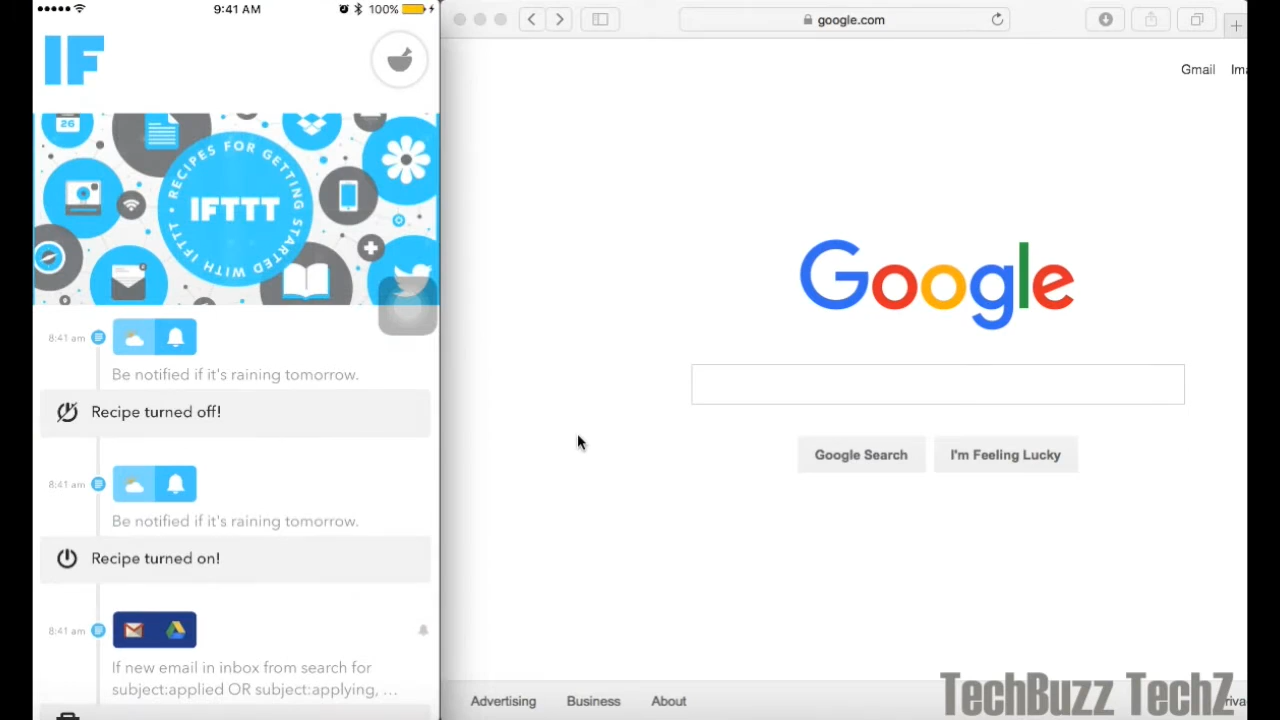 9:41 AM
100%
IF
26
RECIPES FOR GETTING STARTED WITH IFTTT
IFTTT
8:41 am
Be notified if it's raining tomorrow.
Recipe turned off!
8:41 am
Be notified if it's raining tomorrow.
Recipe turned on!
8:41 am
If new email in inbox from search for
subject:applied OR subject:applying, ...
google.com
Gmail
Google
Google Search
I'm Feeling Lucky
Advertising
Business
About
TechBuzz TechZ